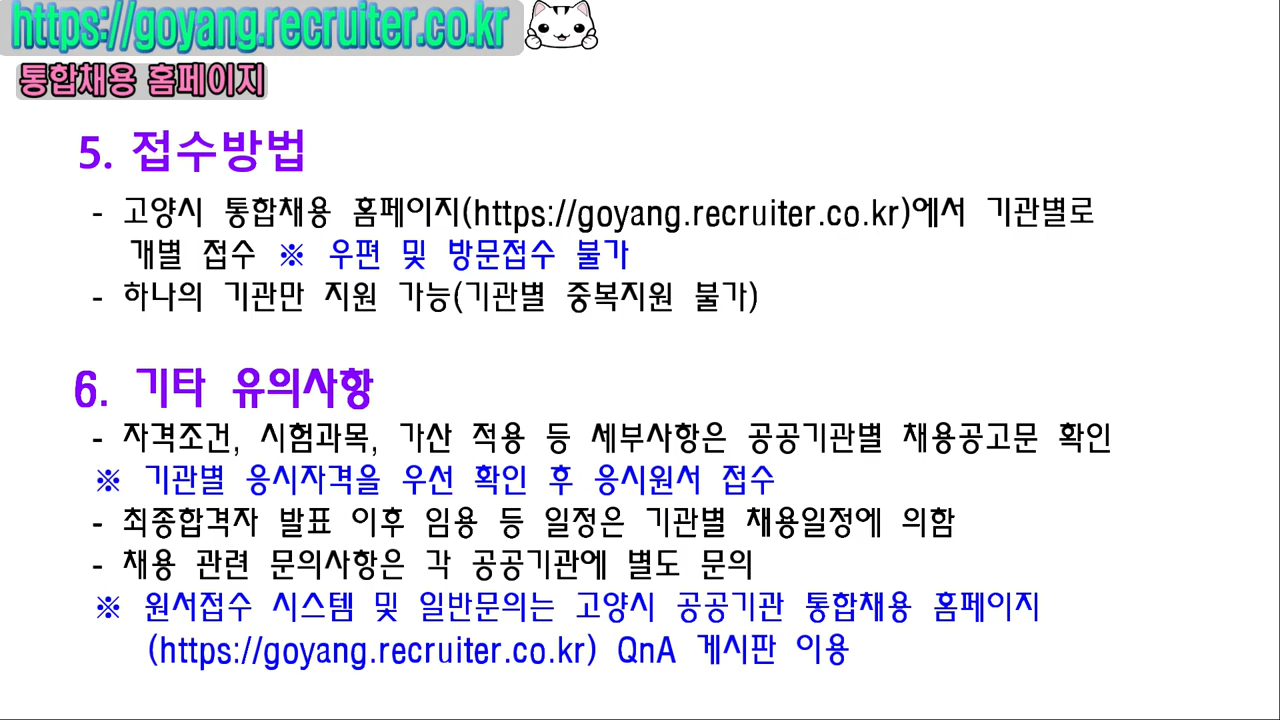 https://goyang.recruiter.co.kr
통합채용 홈페이지
5. 접수방법
- 고양시 통합채용 홈페이지(https://goyang.recruiter.co.kr)에서 기관별로
개별 접수 ※ 우편 및 방문접수 불가
- 하나의 기관만 지원 가능(기관별 중복지원 불가)
6. 기타 유의사항
- 자격조건, 시험과목, 가산 적용 등 세부사항은 공공기관별 채용공고문 확인
※ 기관별 응시자격을 우선 확인 후 응시원서 접수
- 최종합격자 발표 이후 임용 등 일정은 기관별 채용일정에 의함
- 채용 관련 문의사항은 각 공공기관에 별도 문의
※ 원서접수 시스템 및 일반문의는 고양시 공공기관 통합채용 홈페이지
(https://goyang.recruiter.co.kr) QnA 게시판 이용